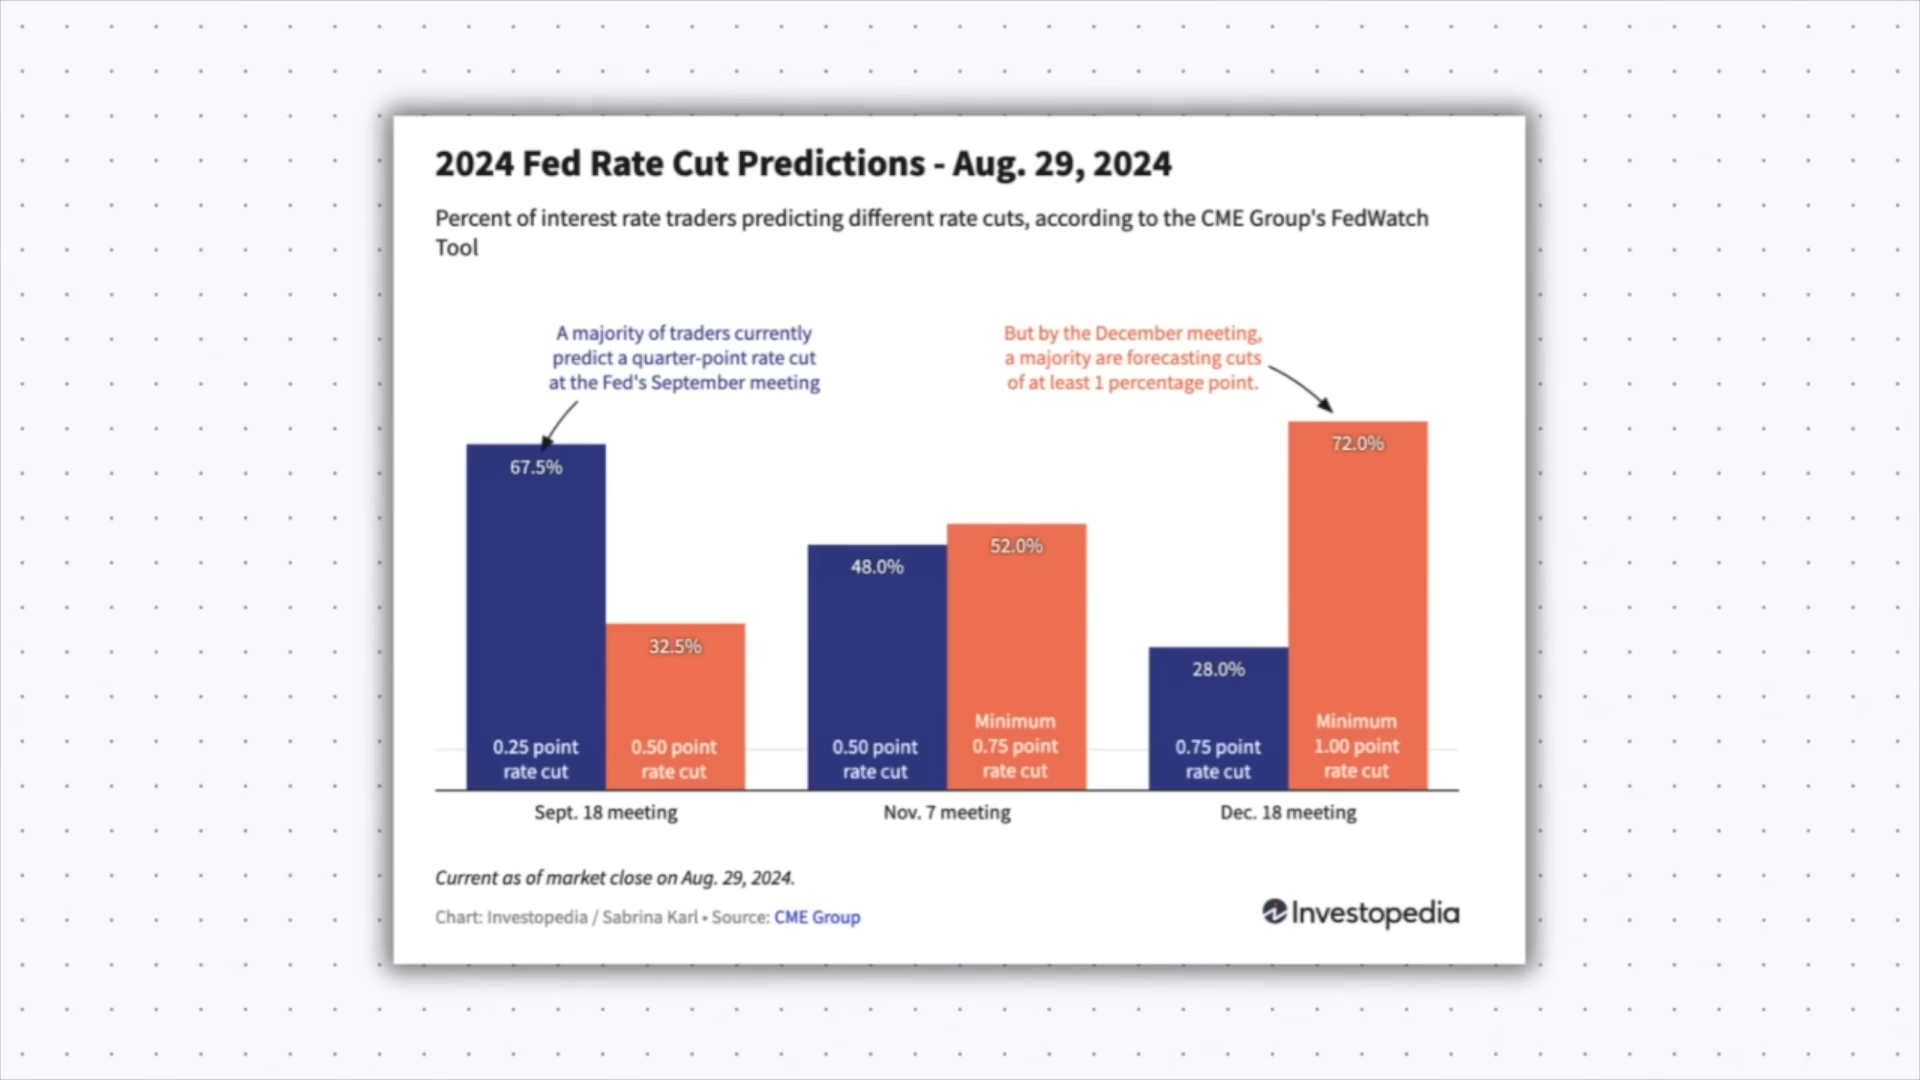 2024 Fed Rate Cut Predictions - Aug. 29, 2024
Percent of interest rate traders predicting different rate cuts, according to the CME Group's FedWatch
Tool
A majority of traders currently
predict a quarter-point rate cut
at the Fed's September meeting
But by the December meeting,
a majority are forecasting cuts
of at least 1 percentage point.
67.5%
0.25 point
rate cut
32.5%
0.50 point
rate cut
48.0%
0.50 point
rate cut
52.0%
Minimum
0.75 point
rate cut
28.0%
0.75 point
rate cut
72.0%
Minimum
1.00 point
rate cut
Sept. 18 meeting
Nov. 7 meeting
Dec. 18 meeting
Current as of market close on Aug. 29, 2024.
Chart: Investopedia / Sabrina Karl • Source: CME Group
Investopedia